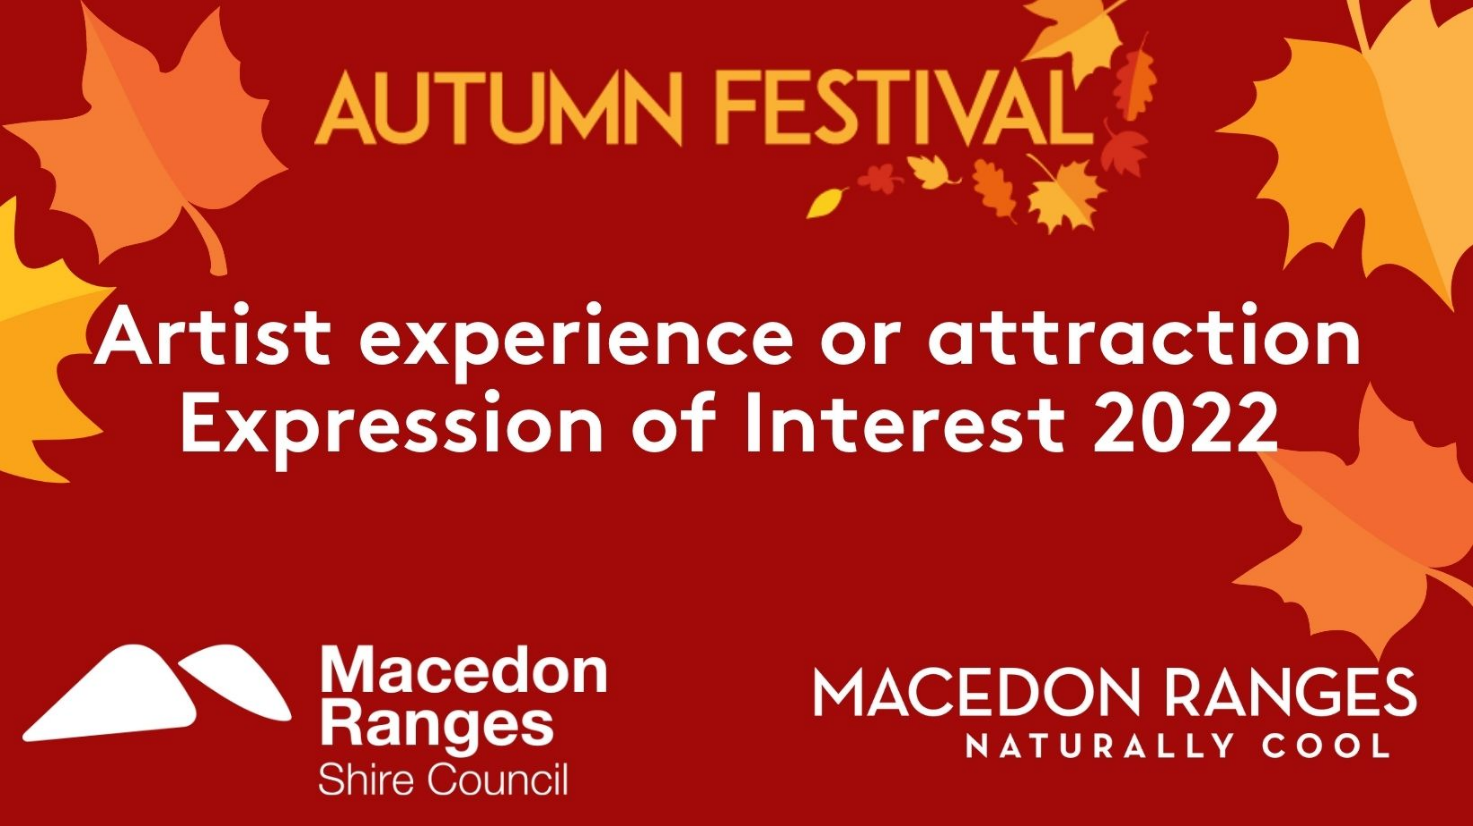 AUTUMN FESTIVAL
Artist experience or attraction
Expression of Interest 2022
Macedon
Ranges
Shire Council
MACEDON RANGES
NATURALLY COOL